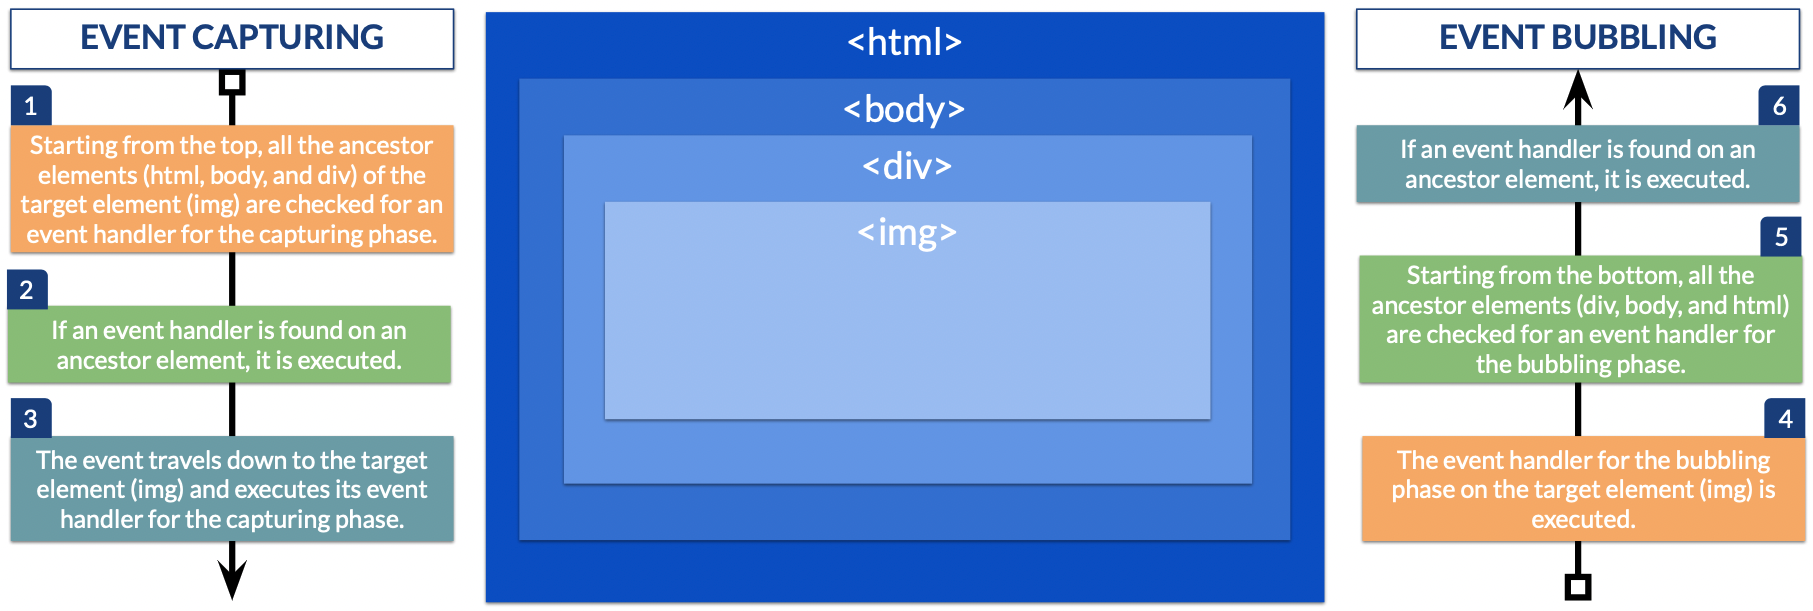 EVENT CAPTURING
1
Starting from the top, all the ancestor
elements (html, body, and div) of the
target element (img) are checked for an
event handler for the capturing phase.
2
If an event handler is found on an
ancestor element, it is executed.
3
The event travels down to the target
element (img) and executes its event
handler for the capturing phase.
<html>
<body>
<div>
<img>
EVENT BUBBLING
6
If an event handler is found on an
ancestor element, it is executed.
5
Starting from the bottom, all the
ancestor elements (div, body, and html)
are checked for an event handler for
the bubbling phase.
4
The event handler for the bubbling
phase on the target element (img) is
executed.